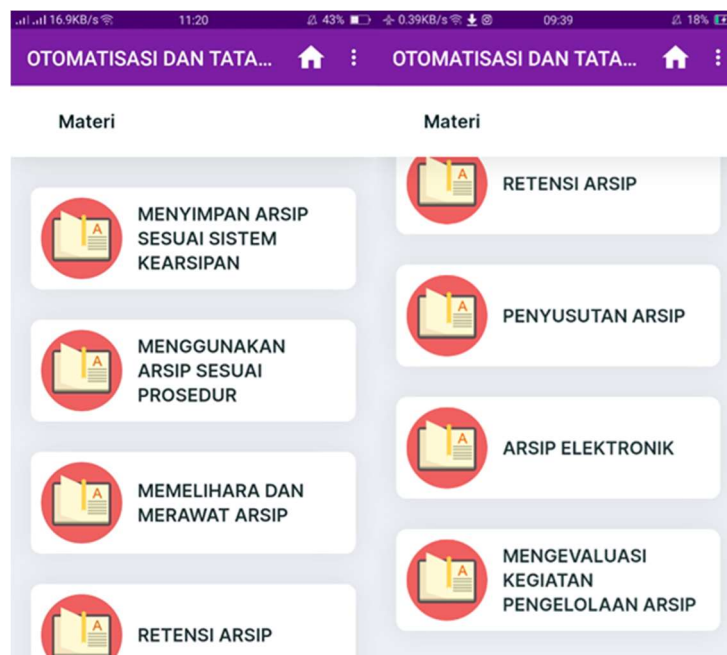 16.9KB/s 11:20 43%
OTOMATISASI DAN TATA...
Materi
MENYIMPAN ARSIP
SESUAI SISTEM
KEARSIPAN
MENGGUNAKAN
ARSIP SESUAI
PROSEDUR
MEMELIHARA DAN
MERAWAT ARSIP
RETENSI ARSIP
0.39KB/s 09:39 18%
OTOMATISASI DAN TATA...
Materi
RETENSI ARSIP
PENYUSUTAN ARSIP
ARSIP ELEKTRONIK
MENGEVALUASI
KEGIATAN
PENGELOLAAN ARSIP